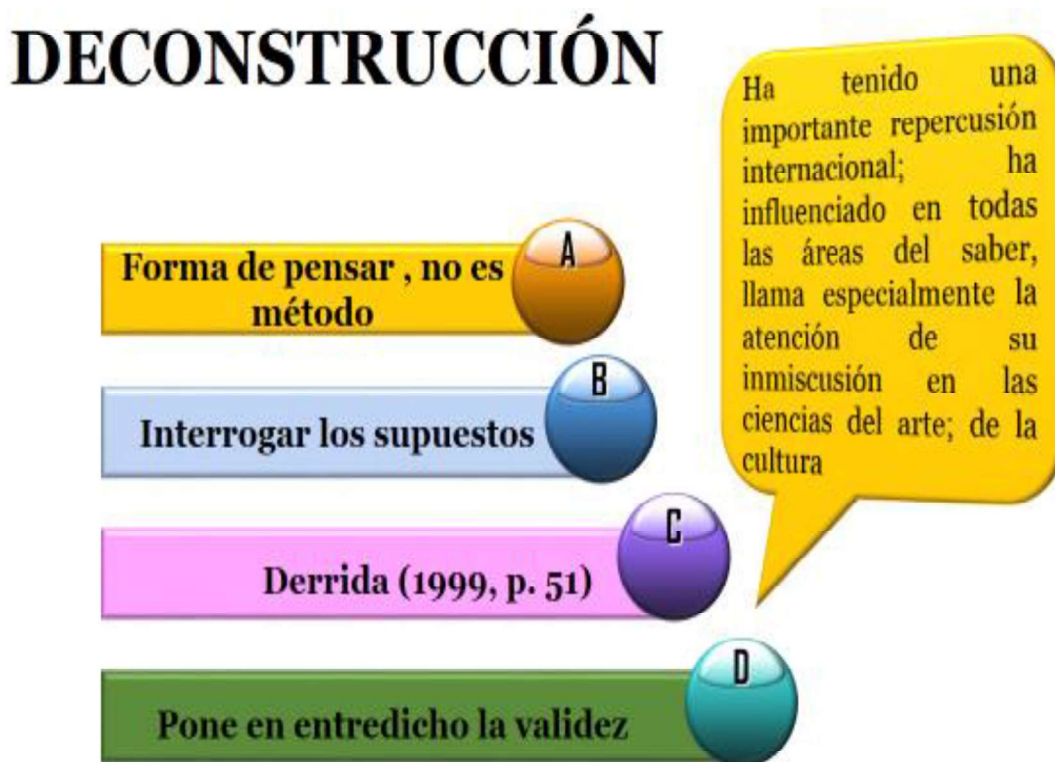 DECONSTRUCCIÓN
Forma de pensar , no es
método
A
Interrogar los supuestos
B
Derrida (1999, p. 51)
C
Pone en entredicho la validez
D
Ha tenido una
importante repercusión
internacional; ha
influenciado en todas
las áreas del saber,
llama especialmente la
atención de su
inmiscusión en las
ciencias del arte; de la
cultura